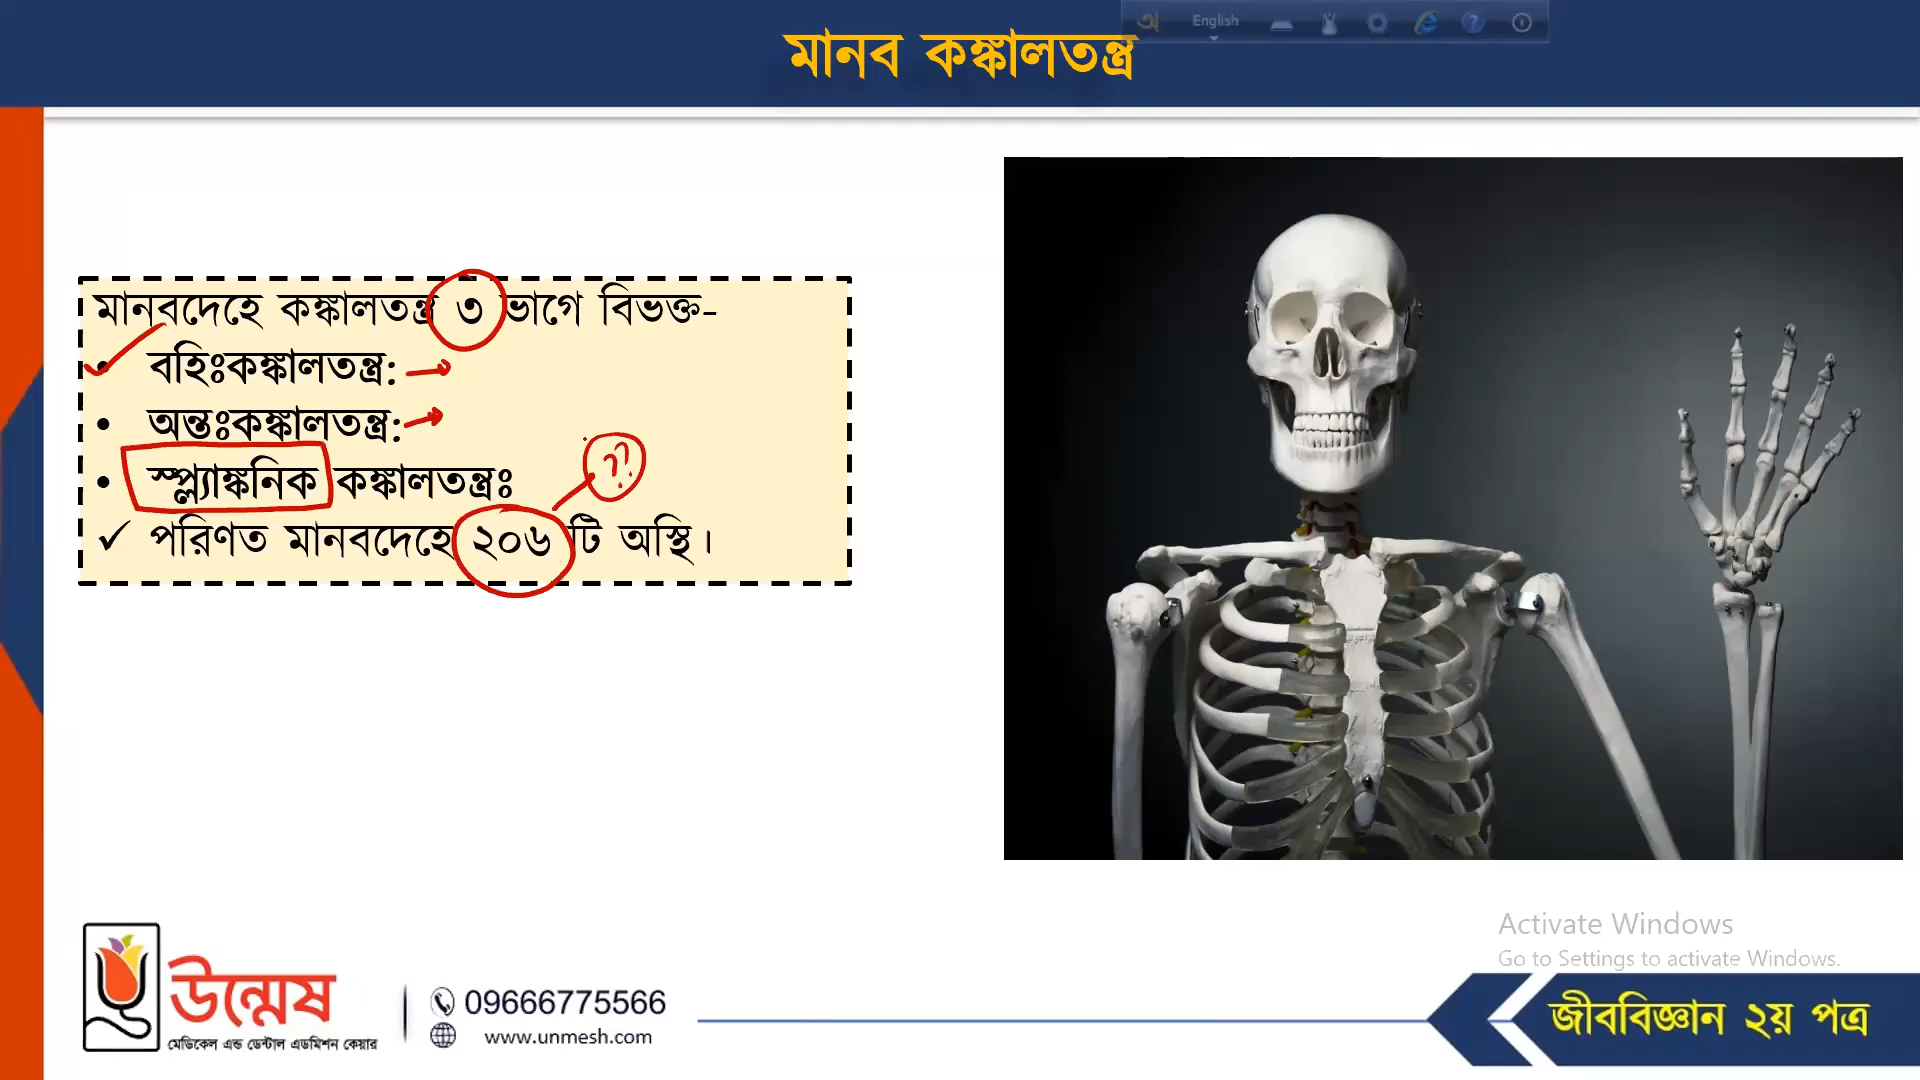 English
মানব কঙ্কালতন্ত্র
মানবদেহে কঙ্কালতন্ত্র ৩ ভাগে বিভক্ত-
• বহিঃকঙ্কালতন্ত্র:
• অন্তঃকঙ্কালতন্ত্র:
• স্প্ল্যাঙ্কনিক কঙ্কালতন্ত্রঃ
??
✓ পরিণত মানবদেহে ২০৬ টি অস্থি।
Activate Windows
Go to Settings to activate Windows.
উন্মেষ
মেডিকেল এন্ড ডেন্টাল এডমিশন কেয়ার
09666775566
www.unmesh.com
জীববিজ্ঞান ২য় পত্র